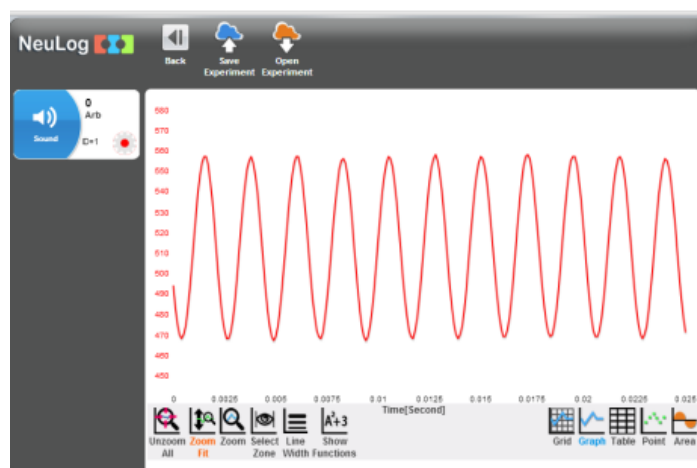 NeuLog
Back
Save
Experiment
Open
Experiment
0
Arb
Sound
D=1
580
570
560
550
540
530
520
510
500
490
480
470
460
450
0 0.0025 0.005 0.0075 0.01 0.0125 0.015 0.0175 0.02 0.0225 0.025
Time[Second]
A²+3
Unzoom
All
Zoom
Fit
Zoom
Select
Zone
Line
Width
Show
Functions
Grid
Graph
Table
Point
Area